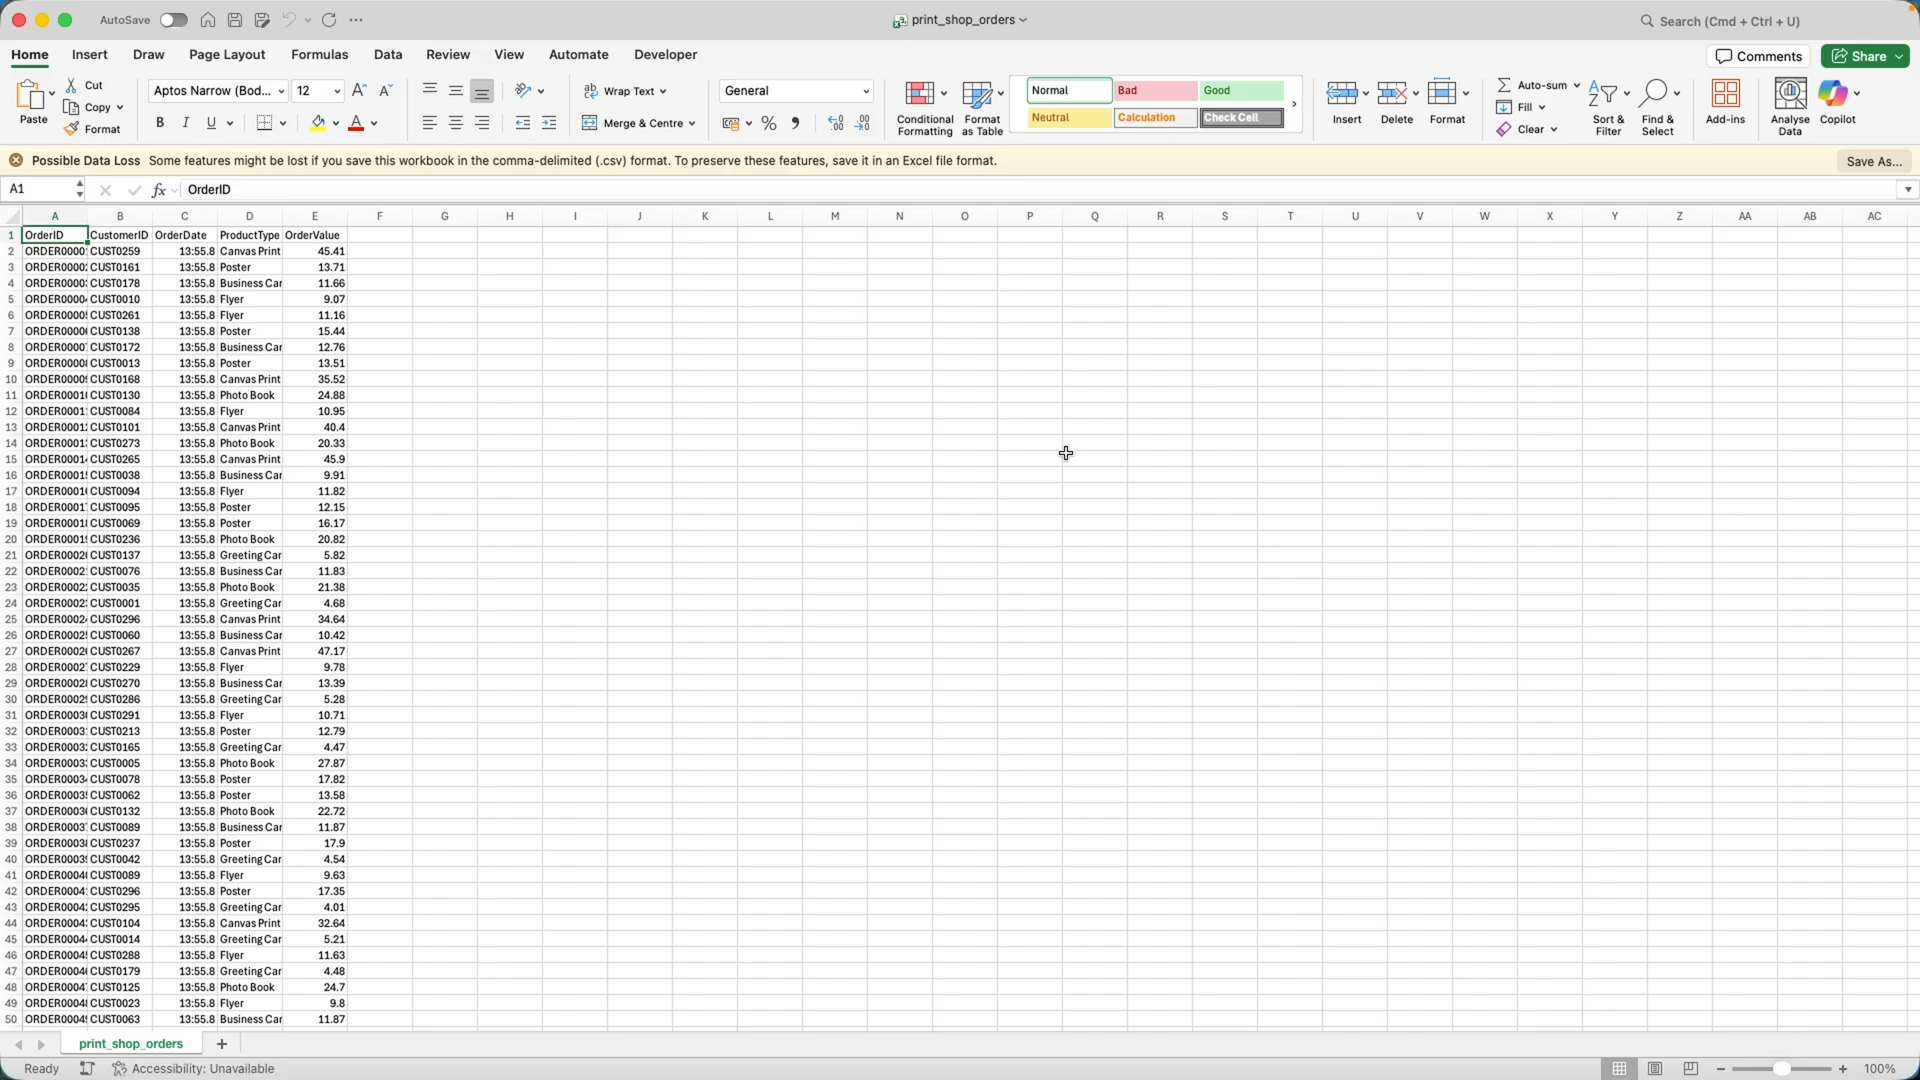 AutoSave
print_shop_orders
Search (Cmd + Ctrl + U)
Home Insert Draw Page Layout Formulas Data Review View Automate Developer
Comments Share
Paste Cut Copy Format
Aptos Narrow (Bod... 12
B I U
Wrap Text
Merge & Centre
General
Conditional Formatting
Format as Table
Normal Bad Good
Neutral Calculation Check Cell
Insert Delete Format
Auto-sum
Fill
Clear
Sort & Filter
Find & Select
Add-ins
Analyse Data
Copilot
Possible Data Loss Some features might be lost if you save this workbook in the comma-delimited (.csv) format. To preserve these features, save it in an Excel file format. Save As...
A1 fx OrderID
A B C D E F G H I J K L M N O P Q R S T U V W X Y Z AA AB AC
1 OrderID CustomerID OrderDate ProductType OrderValue
2 ORDER0000 CUST0259 13:55.8 Canvas Print 45.41
3 ORDER0000 CUST0161 13:55.8 Poster 13.71
4 ORDER0000 CUST0178 13:55.8 Business Car 11.66
5 ORDER0000 CUST0010 13:55.8 Flyer 9.07
6 ORDER0000 CUST0261 13:55.8 Flyer 11.16
7 ORDER0000 CUST0138 13:55.8 Poster 15.44
8 ORDER0000 CUST0172 13:55.8 Business Car 12.76
9 ORDER0000 CUST0013 13:55.8 Poster 13.51
10 ORDER0000 CUST0168 13:55.8 Canvas Print 35.52
11 ORDER0001 CUST0130 13:55.8 Photo Book 24.88
12 ORDER0001 CUST0084 13:55.8 Flyer 10.95
13 ORDER0001 CUST0101 13:55.8 Canvas Print 40.4
14 ORDER0001 CUST0273 13:55.8 Photo Book 20.33
15 ORDER0001 CUST0265 13:55.8 Canvas Print 45.9
16 ORDER0001 CUST0038 13:55.8 Business Car 9.91
17 ORDER0001 CUST0094 13:55.8 Flyer 11.82
18 ORDER0001 CUST0095 13:55.8 Poster 12.15
19 ORDER0001 CUST0069 13:55.8 Poster 16.17
20 ORDER0001 CUST0236 13:55.8 Photo Book 20.82
21 ORDER0002 CUST0137 13:55.8 Greeting Car 5.82
22 ORDER0002 CUST0076 13:55.8 Business Car 11.83
23 ORDER0002 CUST0035 13:55.8 Photo Book 21.38
24 ORDER0002 CUST0001 13:55.8 Greeting Car 4.68
25 ORDER0002 CUST0296 13:55.8 Canvas Print 34.64
26 ORDER0002 CUST0060 13:55.8 Business Car 10.42
27 ORDER0002 CUST0267 13:55.8 Canvas Print 47.17
28 ORDER0002 CUST0229 13:55.8 Flyer 9.78
29 ORDER0002 CUST0270 13:55.8 Business Car 13.39
30 ORDER0002 CUST0286 13:55.8 Greeting Car 5.28
31 ORDER0003 CUST0291 13:55.8 Flyer 10.71
32 ORDER0003 CUST0213 13:55.8 Poster 12.79
33 ORDER0003 CUST0165 13:55.8 Greeting Car 4.47
34 ORDER0003 CUST0005 13:55.8 Photo Book 27.87
35 ORDER0003 CUST0078 13:55.8 Poster 17.82
36 ORDER0003 CUST0062 13:55.8 Poster 13.58
37 ORDER0003 CUST0132 13:55.8 Photo Book 22.72
38 ORDER0003 CUST0089 13:55.8 Business Car 11.87
39 ORDER0003 CUST0237 13:55.8 Poster 17.9
40 ORDER0003 CUST0042 13:55.8 Greeting Car 4.54
41 ORDER0004 CUST0089 13:55.8 Flyer 9.63
42 ORDER0004 CUST0296 13:55.8 Poster 17.35
43 ORDER0004 CUST0295 13:55.8 Greeting Car 4.01
44 ORDER0004 CUST0104 13:55.8 Canvas Print 32.64
45 ORDER0004 CUST0014 13:55.8 Greeting Car 5.21
46 ORDER0004 CUST0288 13:55.8 Flyer 11.63
47 ORDER0004 CUST0179 13:55.8 Greeting Car 4.48
48 ORDER0004 CUST0125 13:55.8 Photo Book 24.7
49 ORDER0004 CUST0023 13:55.8 Flyer 9.8
50 ORDER0004 CUST0063 13:55.8 Business Car 11.87
print_shop_orders
Ready Accessibility: Unavailable 100%